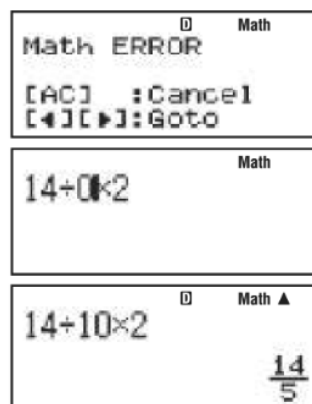 D Math
Math ERROR
[AC] :Cancel
[◄][►]:Goto
Math
14÷0×2
D Math ▲
14÷10×2
14
5